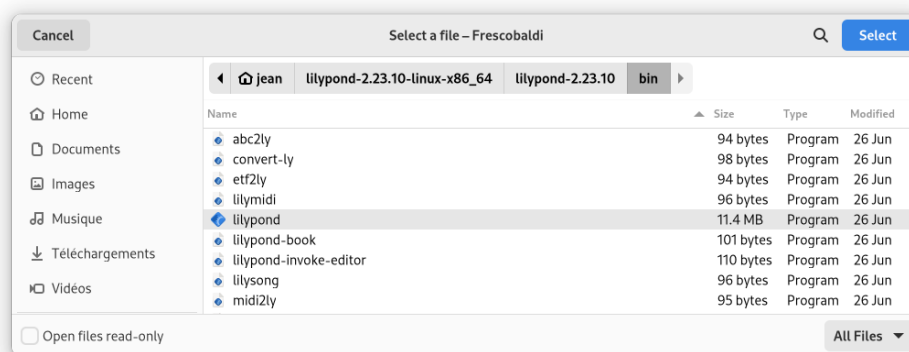 Cancel Select a file – Frescobaldi Select
Recent
Home
Documents
Images
Musique
Téléchargements
Vidéos
jean lilypond-2.23.10-linux-x86_64 lilypond-2.23.10 bin
Name Size Type Modified
abc2ly 94 bytes Program 26 Jun
convert-ly 98 bytes Program 26 Jun
etf2ly 94 bytes Program 26 Jun
lilymidi 96 bytes Program 26 Jun
lilypond 11.4 MB Program 26 Jun
lilypond-book 101 bytes Program 26 Jun
lilypond-invoke-editor 110 bytes Program 26 Jun
lilysong 96 bytes Program 26 Jun
midi2ly 95 bytes Program 26 Jun
Open files read-only All Files